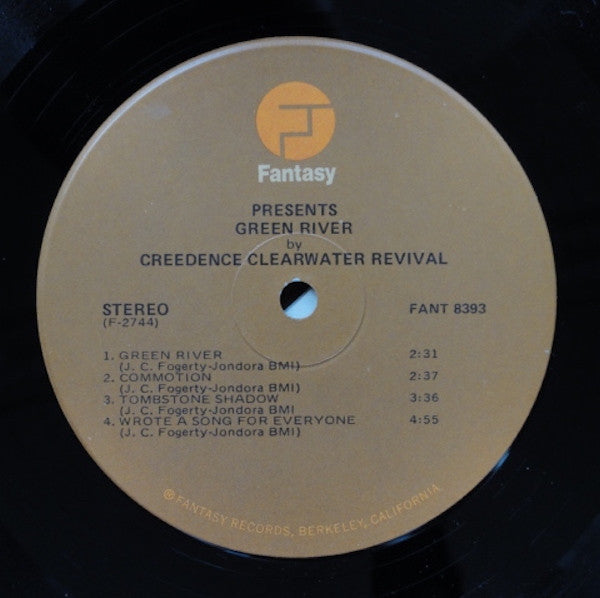 Fantasy
PRESENTS
GREEN RIVER
by
CREEDENCE CLEARWATER REVIVAL
STEREO FANT 8393
(F-2744)
1. GREEN RIVER 2:31
(J. C. Fogerty-Jondora BMI)
2. COMMOTION 2:37
(J. C. Fogerty-Jondora BMI)
3. TOMBSTONE SHADOW 3:36
(J. C. Fogerty-Jondora BMI
4. WROTE A SONG FOR EVERYONE 4:55
(J. C. Fogerty-Jondora BMI)
℗ FANTASY RECORDS, BERKELEY, CALIFORNIA